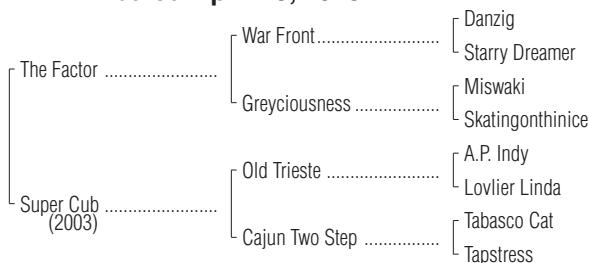 War Front
Danzig
Starry Dreamer
The Factor
Greyciousness
Miswaki
Skatingonthinice
Old Trieste
A.P. Indy
Lovlier Linda
Super Cub
(2003)
Cajun Two Step
Tabasco Cat
Tapstress